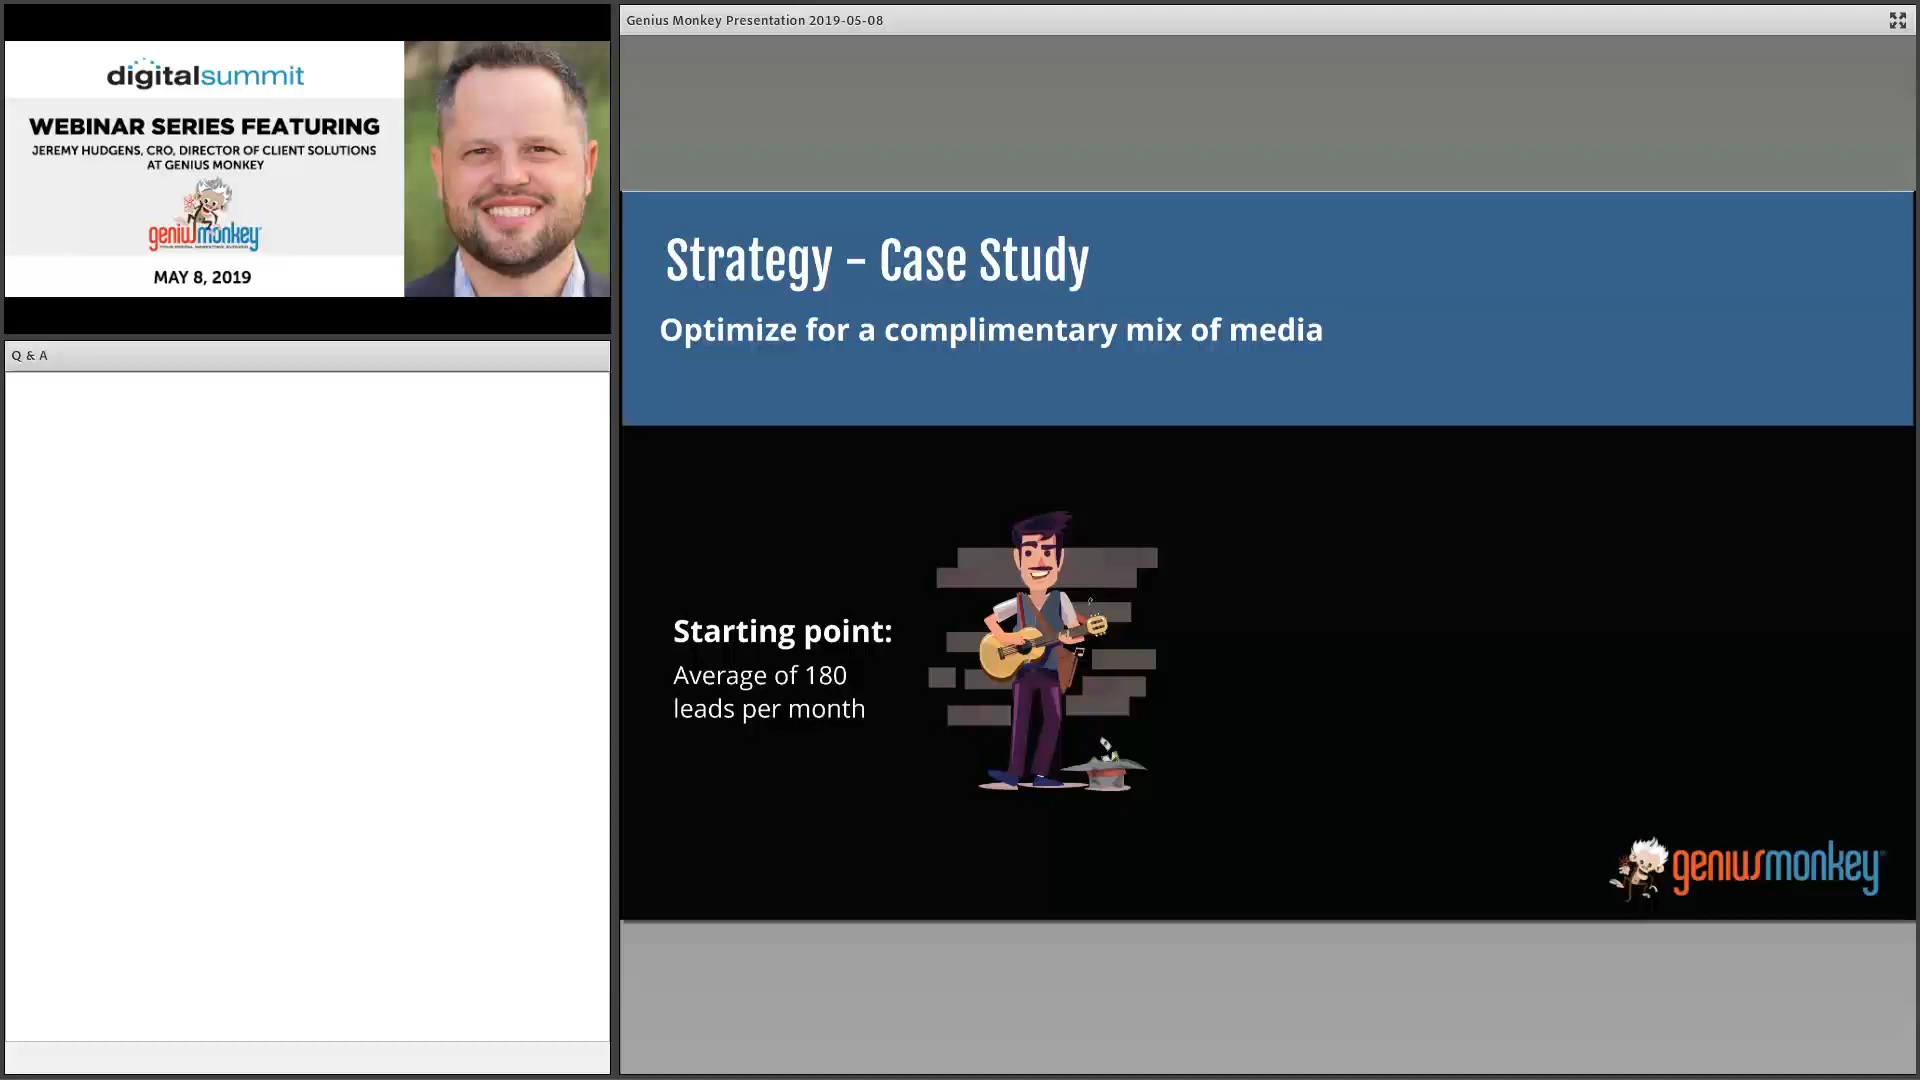 digitalsummit
WEBINAR SERIES FEATURING
JEREMY HUDGENS, CRO, DIRECTOR OF CLIENT SOLUTIONS
AT GENIUS MONKEY
geniusmonkey
MAY 8, 2019
Q & A
Genius Monkey Presentation 2019-05-08
Strategy - Case Study
Optimize for a complimentary mix of media
Starting point:
Average of 180
leads per month
geniusmonkey